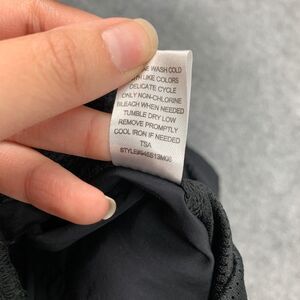 WASH COLD
LIKE COLORS
DELICATE CYCLE
ONLY NON-CHLORINE
BLEACH WHEN NEEDED
TUMBLE DRY LOW
REMOVE PROMPTLY
COOL IRON IF NEEDED
TSA